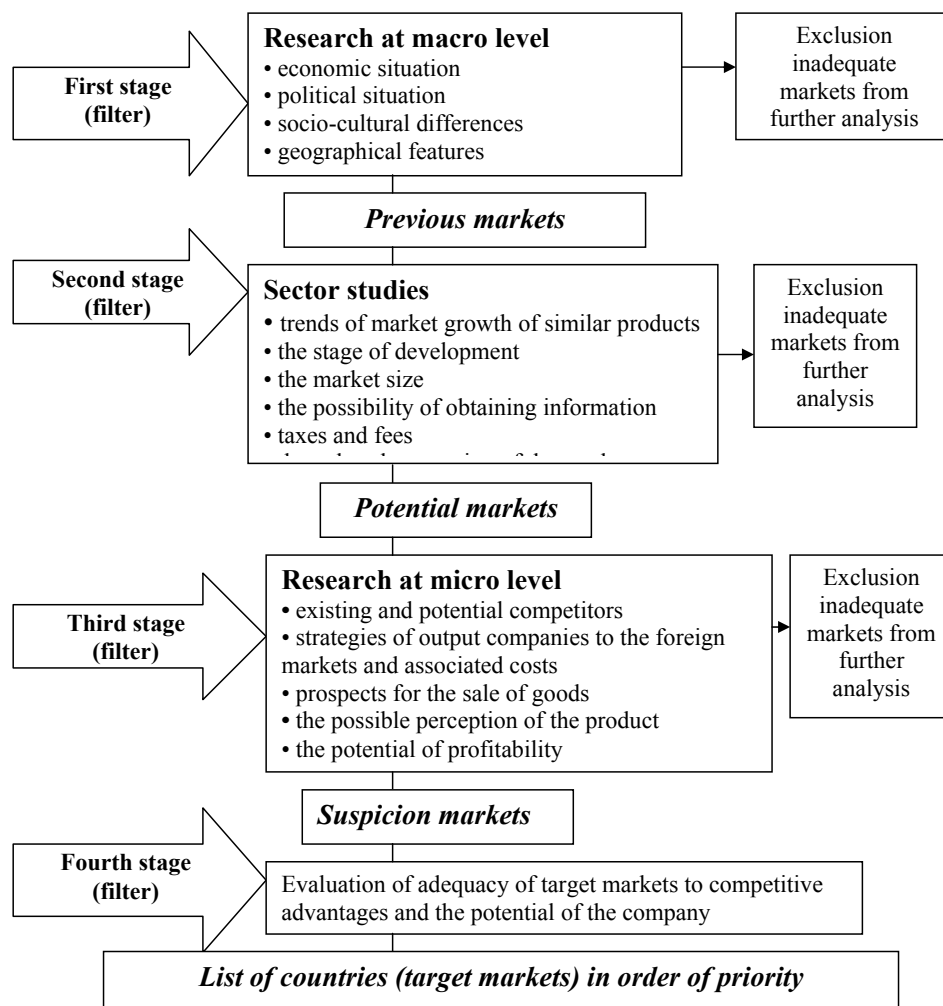 First stage
(filter)
Research at macro level
• economic situation
• political situation
• socio-cultural differences
• geographical features
Exclusion
inadequate
markets from
further analysis
Previous markets
Second stage
(filter)
Sector studies
• trends of market growth of similar products
• the stage of development
• the market size
• the possibility of obtaining information
• taxes and fees
Exclusion
inadequate
markets from
further
analysis
Potential markets
Third stage
(filter)
Research at micro level
• existing and potential competitors
• strategies of output companies to the foreign
markets and associated costs
• prospects for the sale of goods
• the possible perception of the product
• the potential of profitability
Exclusion
inadequate
markets from
further
analysis
Suspicion markets
Fourth stage
(filter)
Evaluation of adequacy of target markets to competitive
advantages and the potential of the company
List of countries (target markets) in order of priority